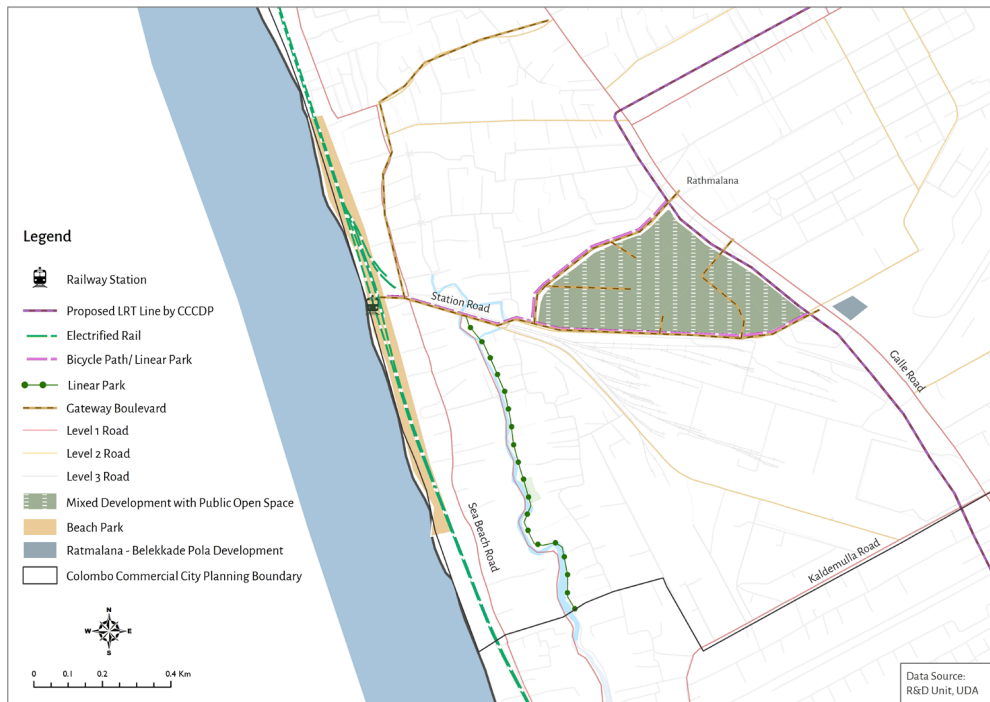 Rathmalana
Station Road
Galle Road
Sea Beach Road
Kaldemulla Road
Legend
Railway Station
Proposed LRT Line by CCCDP
Electrified Rail
Bicycle Path/ Linear Park
Linear Park
Gateway Boulevard
Level 1 Road
Level 2 Road
Level 3 Road
Mixed Development with Public Open Space
Beach Park
Ratmalana - Belekkade Pola Development
Colombo Commercial City Planning Boundary
N
W E
S
0 0.1 0.2 0.4 Km
Data Source:
R&D Unit, UDA